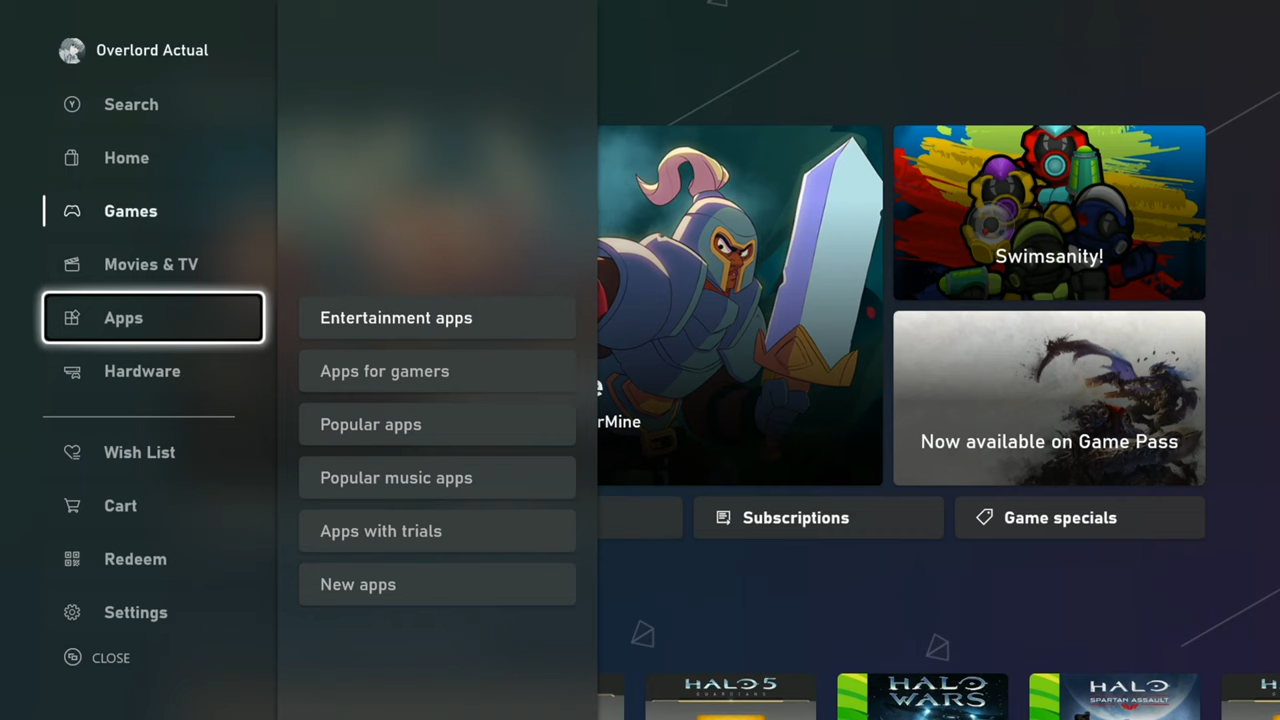 Overlord Actual
Y
Search
Home
Games
Movies & TV
Apps
Hardware
Wish List
Cart
Redeem
Settings
CLOSE
Entertainment apps
Apps for gamers
Popular apps
Popular music apps
Apps with trials
New apps
e
rMine
Swimsanity!
Now available on Game Pass
Subscriptions
Game specials
HALO 5
GUARDIANS
HALO
WARS
HALO
SPARTAN ASSAULT
H